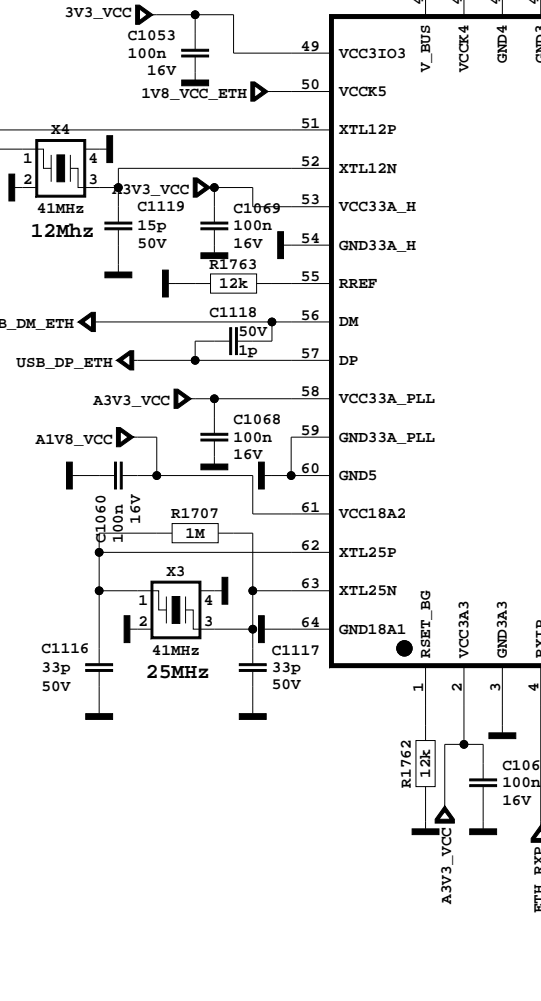 3V3_VCC
C1053
100n
16V
49
VCC3IO3
V_BUS
VCCK4
GND4
1V8_VCC_ETH
50
VCCK5
51
XTL12P
X4
1
4
2
3
41MHz
12Mhz
52
XTL12N
A3V3_VCC
C1119
15p
50V
C1069
100n
16V
53
VCC33A_H
54
GND33A_H
R1763
12k
55
RREF
B_DM_ETH
C1118
50V
1p
56
DM
USB_DP_ETH
57
DP
A3V3_VCC
58
VCC33A_PLL
C1068
100n
16V
A1V8_VCC
59
GND33A_PLL
60
GND5
C1060
100n
16V
61
VCC18A2
R1707
1M
62
XTL25P
X3
1
4
2
3
41MHz
25MHz
63
XTL25N
64
GND18A1
C1116
33p
50V
C1117
33p
50V
RSET_BG
VCC3A3
GND3A3
1
2
3
4
R1762
12k
C106
100n
16V
A3V3_VCC
ETH_RXP